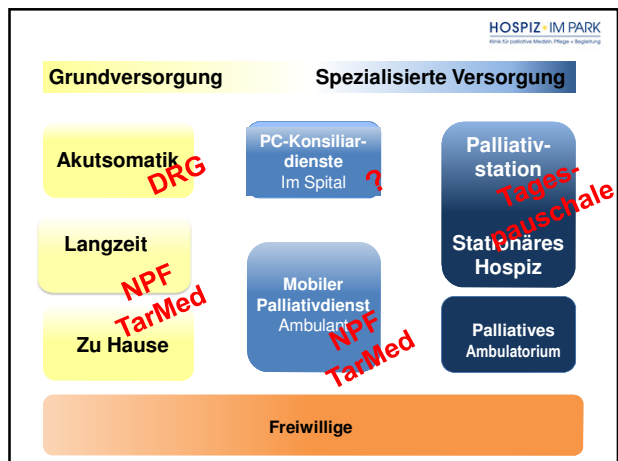 HOSPIZ·IM PARK
Klinik für palliative Medizin, Pflege + Begleitung
Grundversorgung
Spezialisierte Versorgung
Akutsomatik
DRG
PC-Konsiliar-
dienste
Im Spital
?
Palliativ-
station
Tages-
pauschale
Stationäres
Hospiz
Langzeit
NPF
TarMed
Zu Hause
Mobiler
Palliativdienst
Ambulant
NPF
TarMed
Palliatives
Ambulatorium
Freiwillige